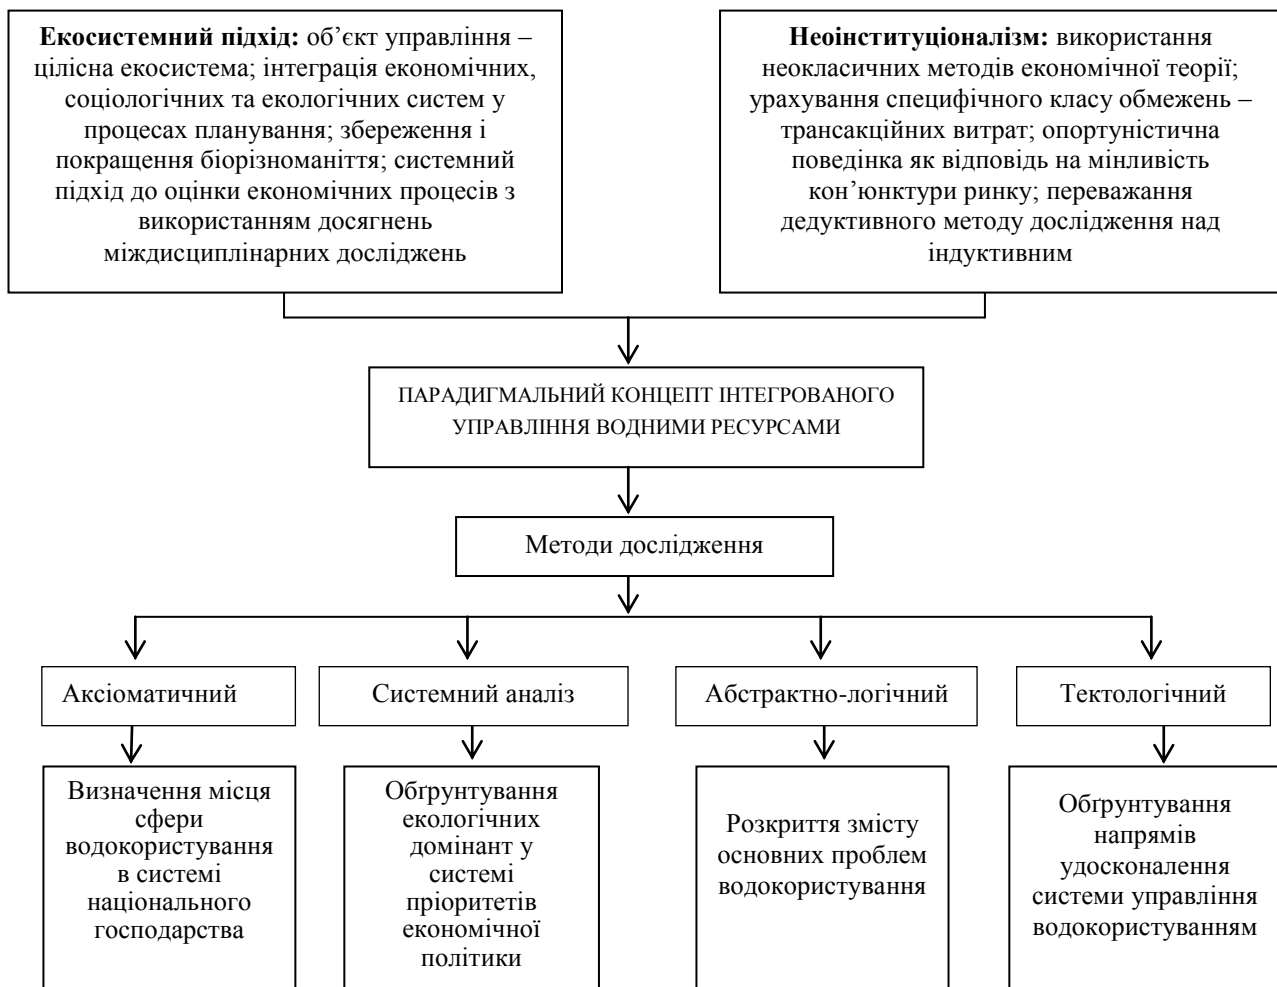 Екосистемний підхід: об’єкт управління –
цілісна екосистема; інтеграція економічних,
соціологічних та екологічних систем у
процесах планування; збереження і
покращення біорізноманіття; системний
підхід до оцінки економічних процесів з
використанням досягнень
міждисциплінарних досліджень
Неоінституціоналізм: використання
неокласичних методів економічної теорії;
урахування специфічного класу обмежень –
трансакційних витрат; опортуністична
поведінка як відповідь на мінливість
кон’юнктури ринку; переважання
дедуктивного методу дослідження над
індуктивним
ПАРАДИГМАЛЬНИЙ КОНЦЕПТ ІНТЕГРОВАНОГО
УПРАВЛІННЯ ВОДНИМИ РЕСУРСАМИ
Методи дослідження
Аксіоматичний
Системний аналіз
Абстрактно-логічний
Тектологічний
Визначення місця
сфери
водокористування
в системі
національного
господарства
Обґрунтування
екологічних
домінант у
системі
пріоритетів
економічної
політики
Розкриття змісту
основних проблем
водокористування
Обґрунтування
напрямів
удосконалення
системи управління
водокористуванням